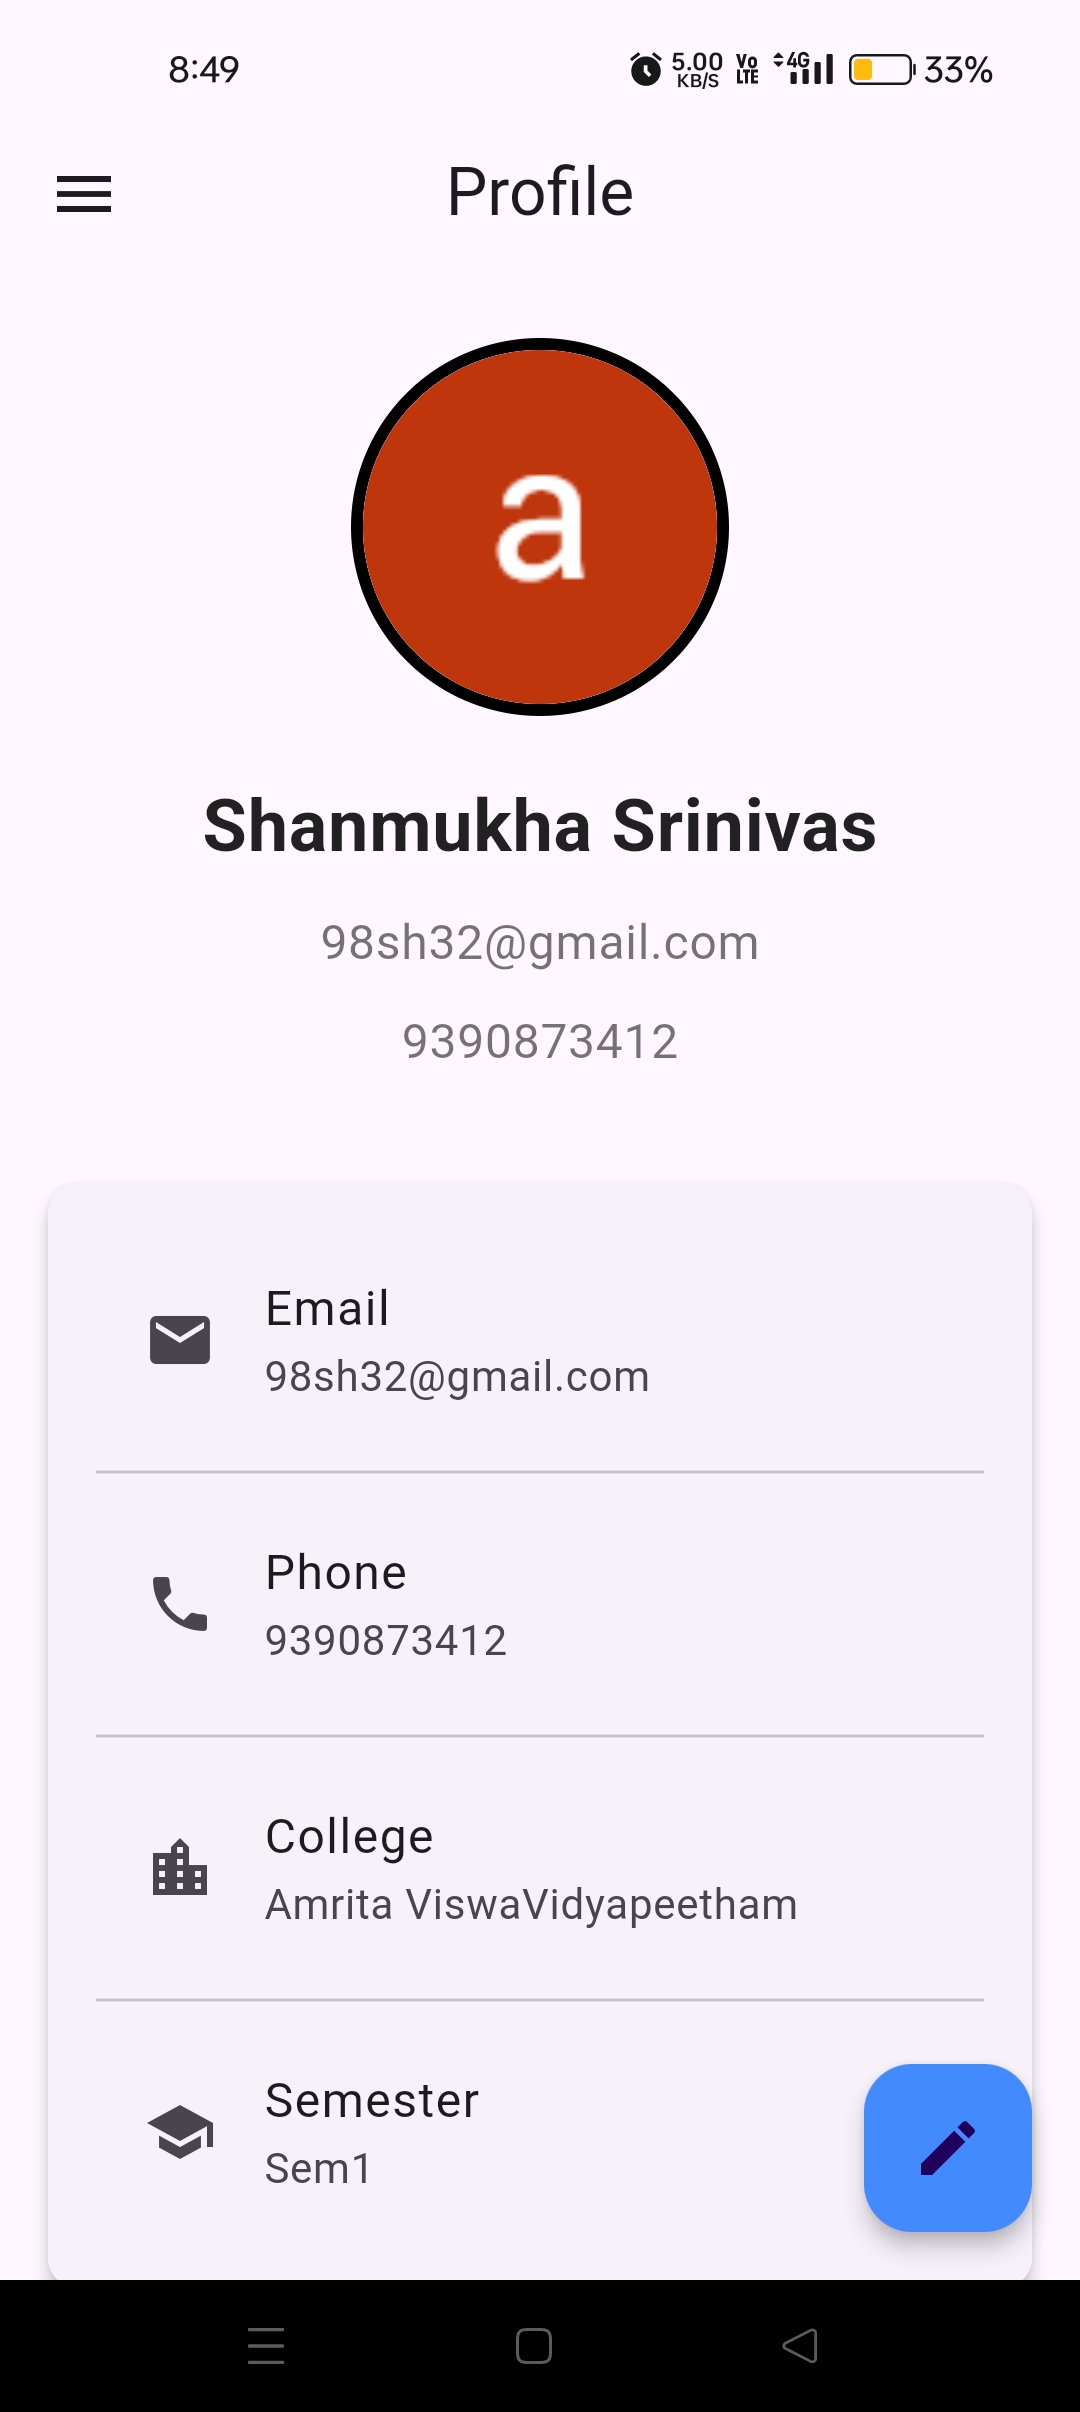 8:49 5.00 KB/S Vo LTE 4G 33%
Profile
a
Shanmukha Srinivas
98sh32@gmail.com
9390873412
Email
98sh32@gmail.com
Phone
9390873412
College
Amrita ViswaVidyapeetham
Semester
Sem1